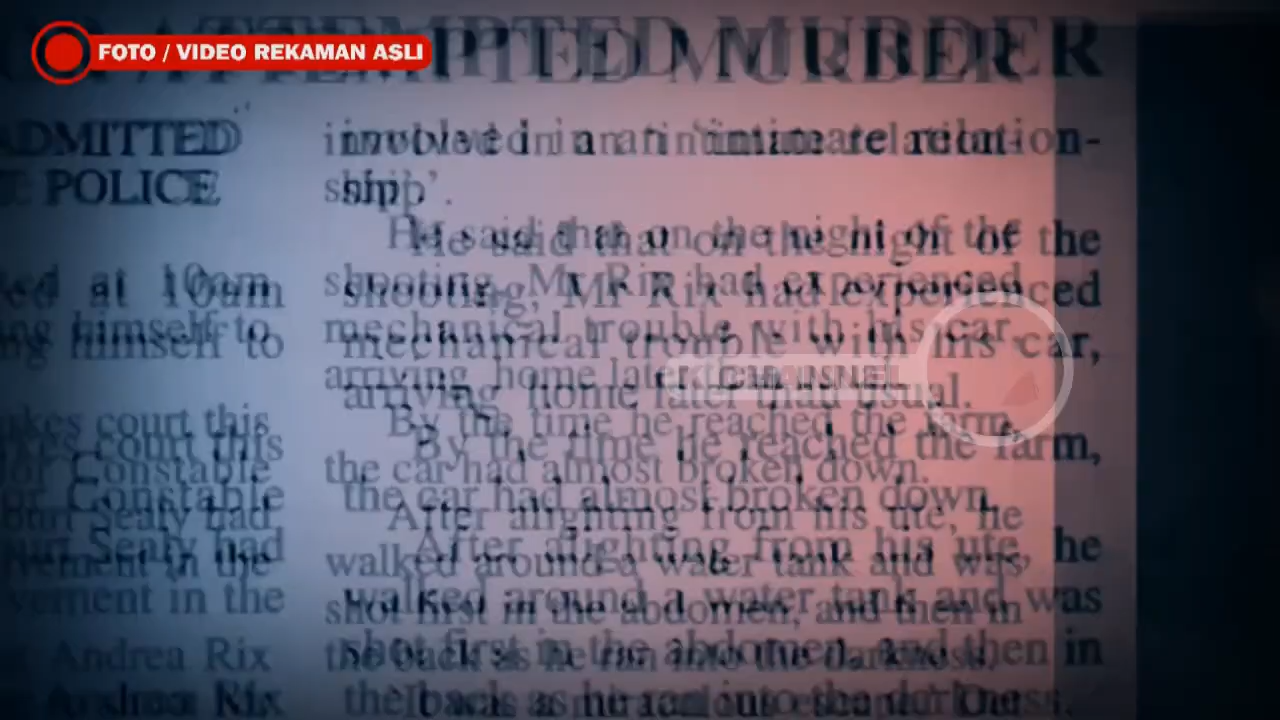 FOTO / VIDEO REKAMAN ASLI
ATTEMPTED MURDER
ADMITTED
POLICE
at 10am
himself to
court this
Constable
Sealy had
in the
Andrea Rix
involved in an 'intimate relation-
ship'.
He said that on the night of the
shooting, Mr Rix had experienced
mechanical trouble with his car,
arriving home later than usual.
By the time he reached the farm,
the car had almost broken down.
After alighting from his ute, he
walked around a water tank and was
shot first in the abdomen, and then in
the back as he ran into the darkness.